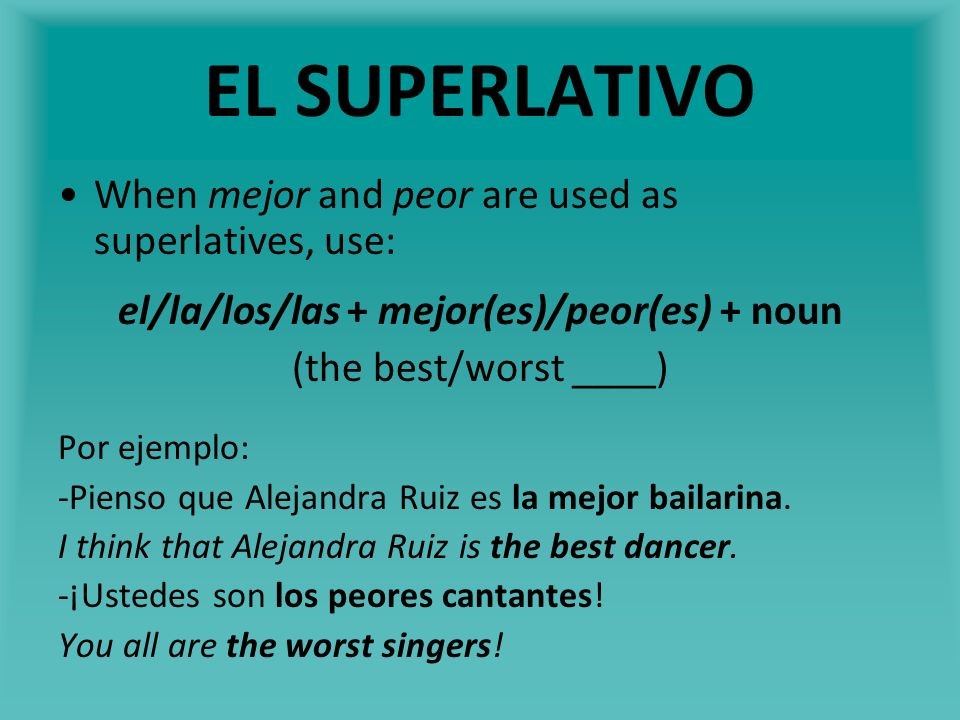 EL SUPERLATIVO
• When mejor and peor are used as
superlatives, use:
el/la/los/las + mejor(es)/peor(es) + noun
(the best/worst ____)
Por ejemplo:
-Pienso que Alejandra Ruiz es la mejor bailarina.
I think that Alejandra Ruiz is the best dancer.
-¡Ustedes son los peores cantantes!
You all are the worst singers!